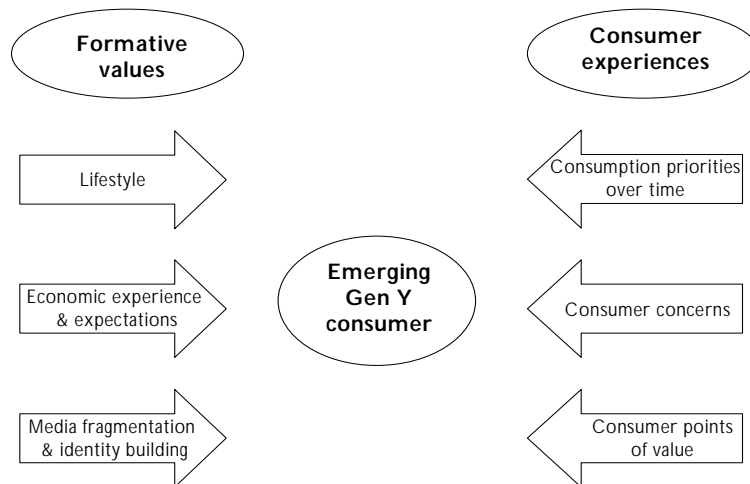 Formative
values
Consumer
experiences
Lifestyle
Consumption priorities
over time
Emerging
Gen Y
consumer
Economic experience
& expectations
Consumer concerns
Media fragmentation
& identity building
Consumer points
of value